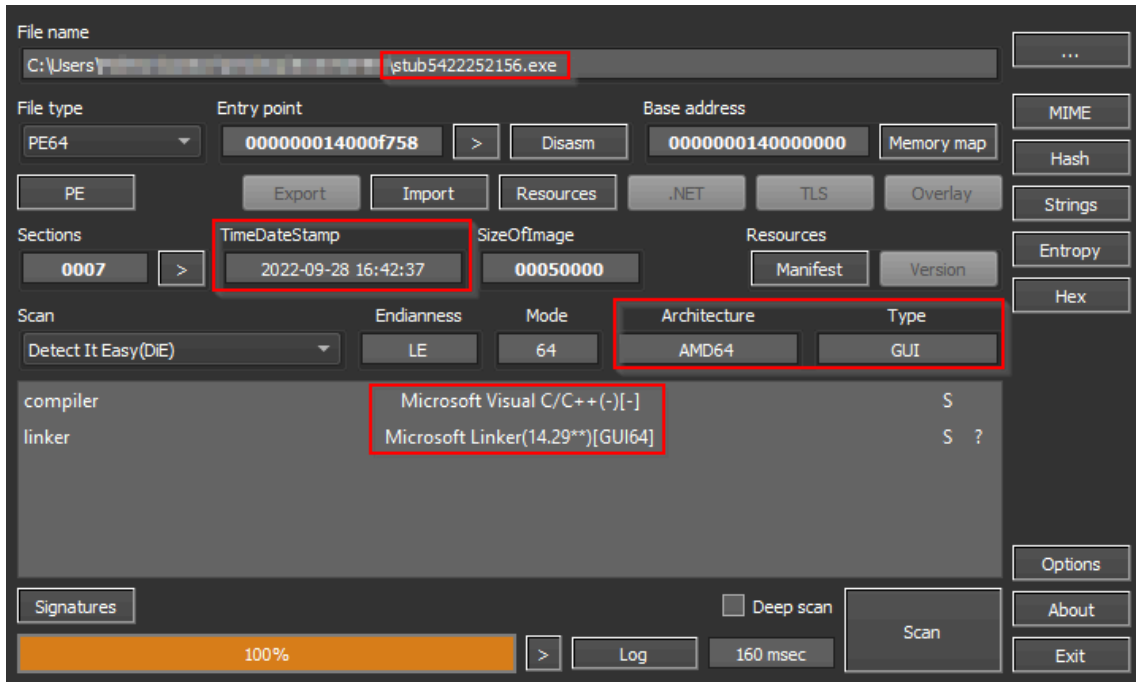 File name
C:\Users\ \stub5422252156.exe ...
File type Entry point Base address MIME
PE64 000000014000f758 > Disasm 0000000140000000 Memory map
Hash
PE Export Import Resources .NET TLS Overlay
Strings
Sections TimeDateStamp SizeOfImage Resources
0007 > 2022-09-28 16:42:37 00050000 Manifest Version Entropy
Hex
Scan Endianness Mode Architecture Type
Detect It Easy(DiE) LE 64 AMD64 GUI
compiler Microsoft Visual C/C++(-)[-] S
linker Microsoft Linker(14.29**)[GUI64] S ?
Options
Signatures Deep scan Scan About
100% > Log 160 msec Exit